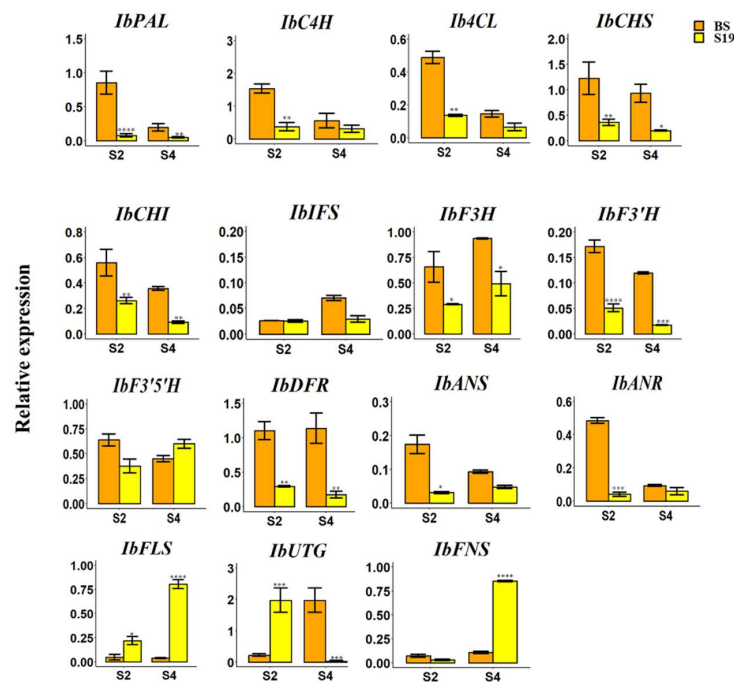 IbPAL IbC4H Ib4CL IbCHS
BS
S19
1.5 3 0.6 2.0
1.0 2 0.4 1.5
0.5 1 0.2 1.0
0.0 0 0.0 0.5
0.0
**** ** ** ** ** *
S2 S4 S2 S4 S2 S4 S2 S4
IbCHI IbIFS IbF3H IbF3'H
0.8 0.20 1.00 0.20
0.6 0.15 0.75 0.15
0.4 0.10 0.50 0.10
0.2 0.05 0.25 0.05
0.0 0.00 0.00 0.00
** ** * * **** ***
S2 S4 S2 S4 S2 S4 S2 S4
Relative expression
IbF3'5'H IbDFR IbANS IbANR
1.00 1.5 0.3 0.6
0.75 1.0 0.2 0.4
0.50 0.5 0.1 0.2
0.25 0.0 0.0 0.0
0.00
** ** * ***
S2 S4 S2 S4 S2 S4 S2 S4
IbFLS IbUTG IbFNS
1.00 3 1.00
0.75 2 0.75
0.50 1 0.50
0.25 0 0.25
0.00 0.00
* **** *** *** ****
S2 S4 S2 S4 S2 S4